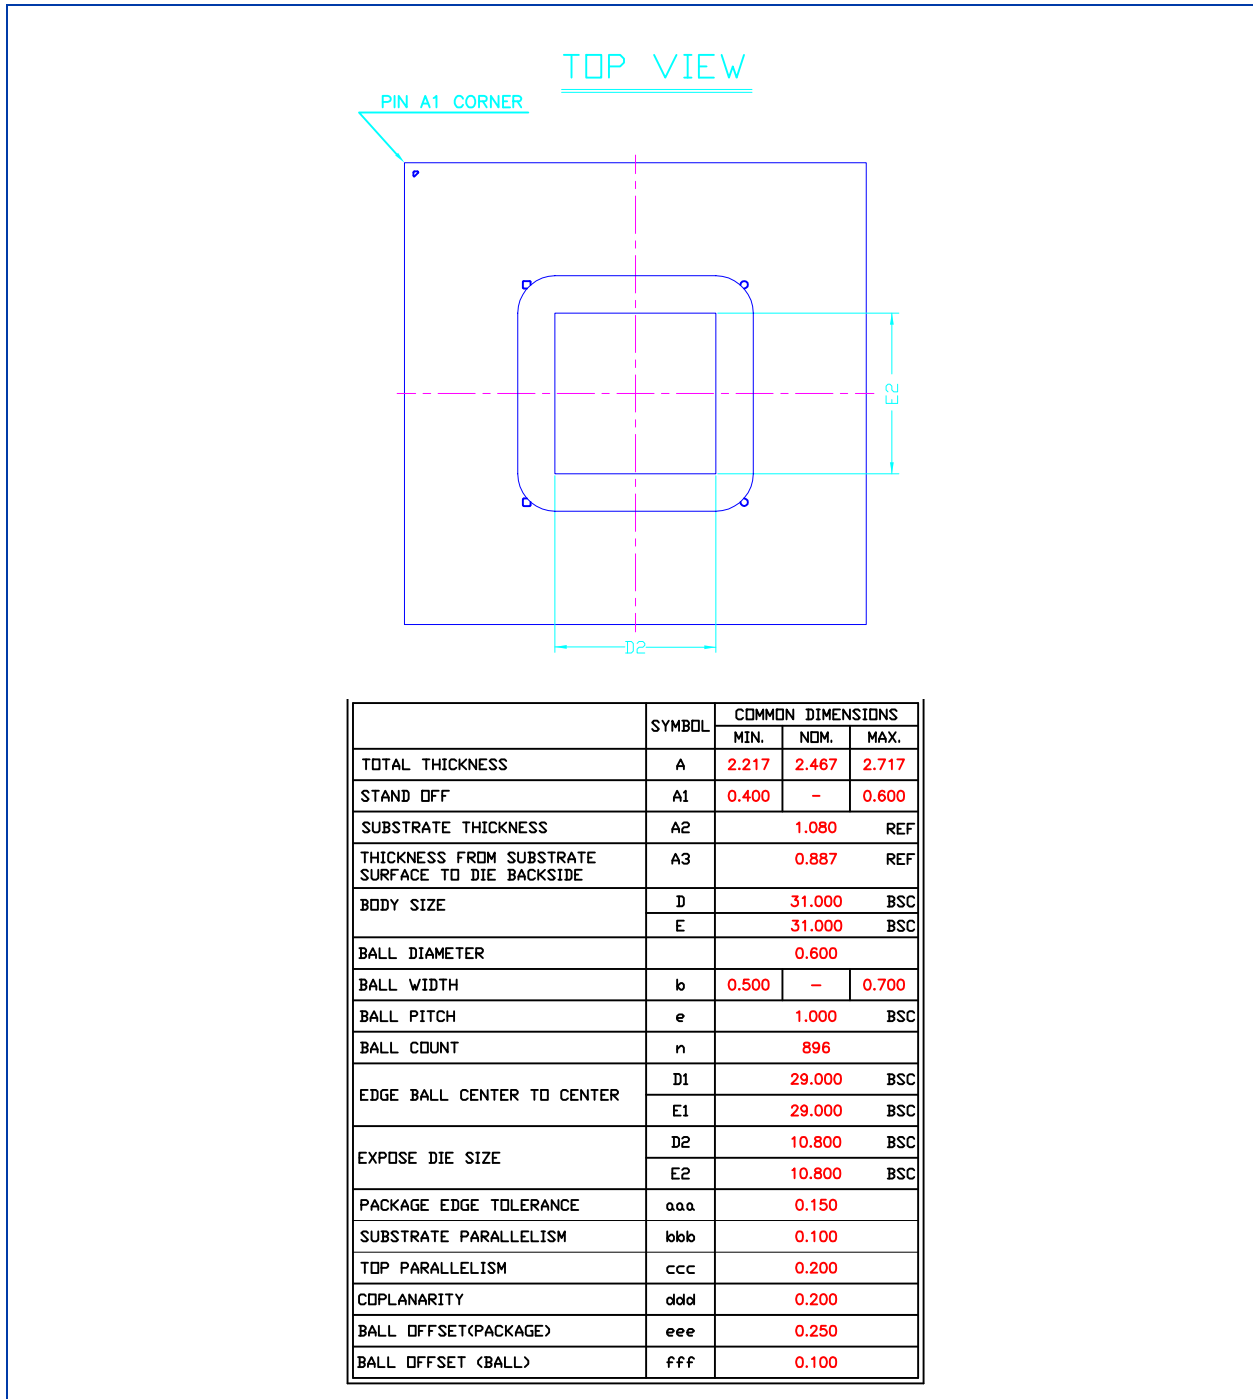 TOP VIEW
PIN A1 CORNER
E2
D2
SYMBOL COMMON DIMENSIONS
MIN. NOM. MAX.
TOTAL THICKNESS A 2.217 2.467 2.717
STAND OFF A1 0.400 - 0.600
SUBSTRATE THICKNESS A2 1.080 REF
THICKNESS FROM SUBSTRATE A3 0.887 REF
SURFACE TO DIE BACKSIDE
BODY SIZE D 31.000 BSC
E 31.000 BSC
BALL DIAMETER 0.600
BALL WIDTH b 0.500 - 0.700
BALL PITCH e 1.000 BSC
BALL COUNT n 896
EDGE BALL CENTER TO CENTER D1 29.000 BSC
E1 29.000 BSC
EXPOSE DIE SIZE D2 10.800 BSC
E2 10.800 BSC
PACKAGE EDGE TOLERANCE aaa 0.150
SUBSTRATE PARALLELISM bbb 0.100
TOP PARALLELISM ccc 0.200
COPLANARITY ddd 0.200
BALL OFFSET(PACKAGE) eee 0.250
BALL OFFSET (BALL) fff 0.100